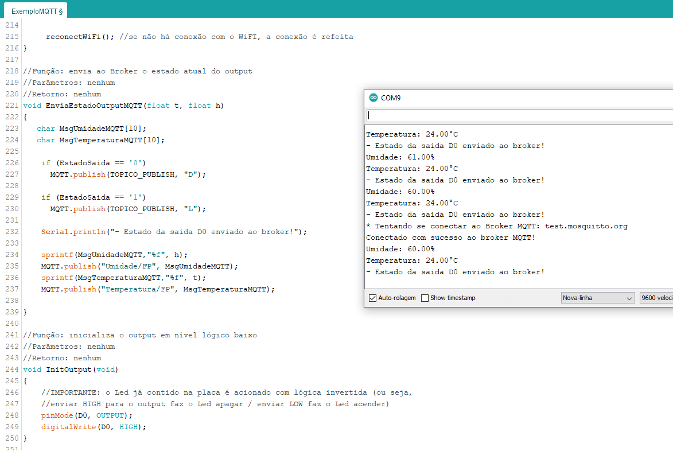 ExemploMQTT §
214
215 reconectWiFi(); //se não há conexão com o WiFI, a conexão é refeita
216 }
217
218 //Função: envia ao Broker o estado atual do output
219 //Parâmetros: nenhum
220 //Retorno: nenhum
221 void EnviaEstadoOutputMQTT(float t, float h)
222 {
223 char MsgUmidadeMQTT[10];
224 char MsgTemperaturaMQTT[10];
225
226 if (EstadoSaida == '0')
227 MQTT.publish(TOPICO_PUBLISH, "D");
228
229 if (EstadoSaida == '1')
230 MQTT.publish(TOPICO_PUBLISH, "L");
231
232 Serial.println("- Estado da saida D0 enviado ao broker!");
233
234 sprintf(MsgUmidadeMQTT,"%f", h);
235 MQTT.publish("Umidade/FP", MsgUmidadeMQTT);
236 sprintf(MsgTemperaturaMQTT,"%f", t);
237 MQTT.publish("Temperatura/FP", MsgTemperaturaMQTT);
238
239 }
240
241 //Função: inicializa o output em nível lógico baixo
242 //Parâmetros: nenhum
243 //Retorno: nenhum
244 void InitOutput(void)
245 {
246 //IMPORTANTE: o Led já contido na placa é acionado com lógica invertida (ou seja,
247 //enviar HIGH para o output faz o Led apagar / enviar LOW faz o Led acender)
248 pinMode(D0, OUTPUT);
249 digitalWrite(D0, HIGH);
250 }
251
COM9
Temperatura: 24.00°C
- Estado da saida D0 enviado ao broker!
Umidade: 61.00%
Temperatura: 24.00°C
- Estado da saida D0 enviado ao broker!
Umidade: 60.00%
Temperatura: 24.00°C
- Estado da saida D0 enviado ao broker!
* Tentando se conectar ao Broker MQTT: test.mosquitto.org
Conectado com sucesso ao broker MQTT!
Umidade: 60.00%
Temperatura: 24.00°C
- Estado da saida D0 enviado ao broker!
Auto-rolagem Show timestamp Nova-linha 9600 veloci